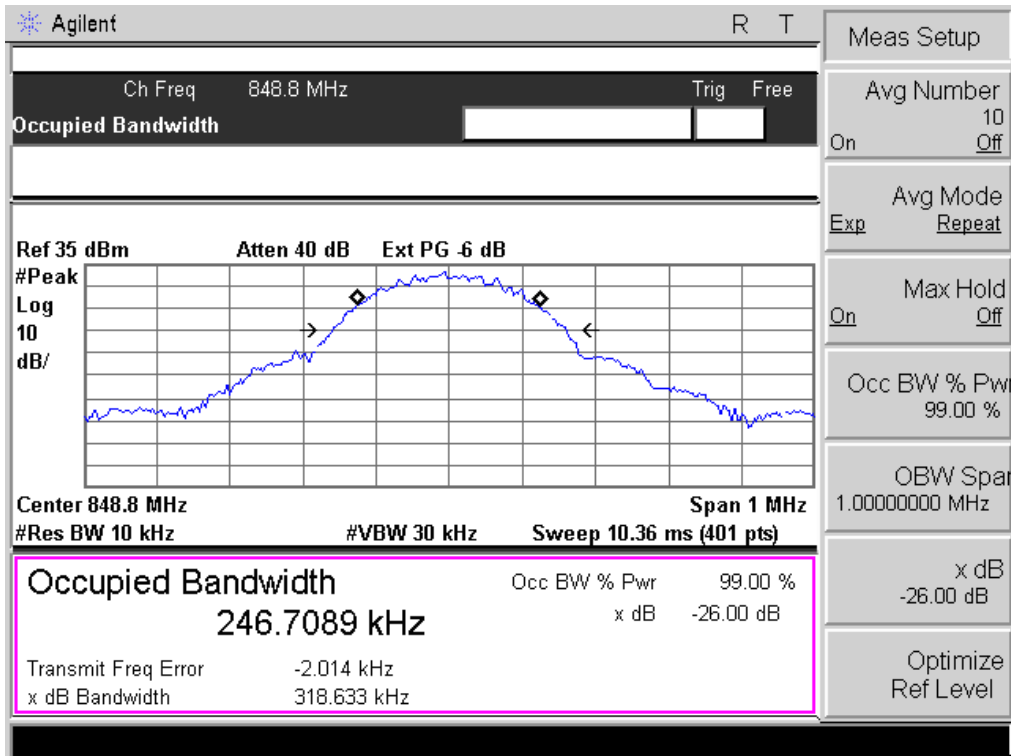 Agilent R T
Ch Freq 848.8 MHz Trig Free
Occupied Bandwidth
Ref 35 dBm Atten 40 dB Ext PG -6 dB
#Peak
Log
10
dB/
Center 848.8 MHz Span 1 MHz
#Res BW 10 kHz #VBW 30 kHz Sweep 10.36 ms (401 pts)
Occupied Bandwidth
246.7089 kHz
Occ BW % Pwr 99.00 %
x dB -26.00 dB
Transmit Freq Error -2.014 kHz
x dB Bandwidth 318.633 kHz
Meas Setup
Avg Number
10
On Off
Avg Mode
Exp Repeat
Max Hold
On Off
Occ BW % Pwr
99.00 %
OBW Span
1.00000000 MHz
x dB
-26.00 dB
Optimize
Ref Level